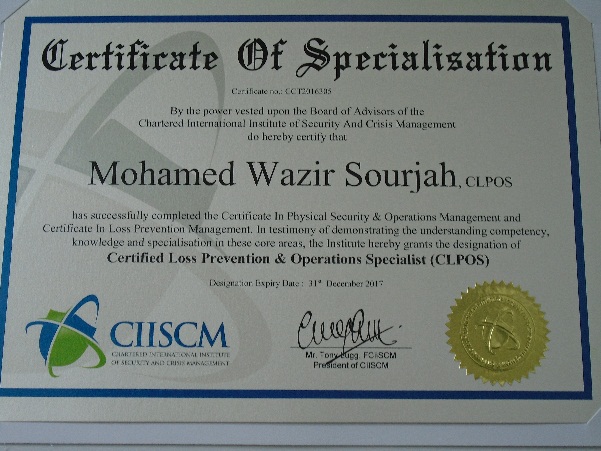 Certificate Of Specialisation
Certificate no.: CCT2016385
By the power vested upon the Board of Advisors of the
Chartered International Institute of Security And Crisis Management
do hereby certify that
Mohamed Wazir Sourjah, CLPOS
has successfully completed the Certificate In Physical Security & Operations Management and
Certificate In Loss Prevention Management. In testimony of demonstrating the understanding competency,
knowledge and specialisation in these core areas, the Institute hereby grants the designation of
Certified Loss Prevention & Operations Specialist (CLPOS)
Designation Expiry Date : 31st December 2017
CIISCM
CHARTERED INTERNATIONAL INSTITUTE
OF SECURITY AND CRISIS MANAGEMENT
Mr. Tony FCIISCM
President of CIISCM